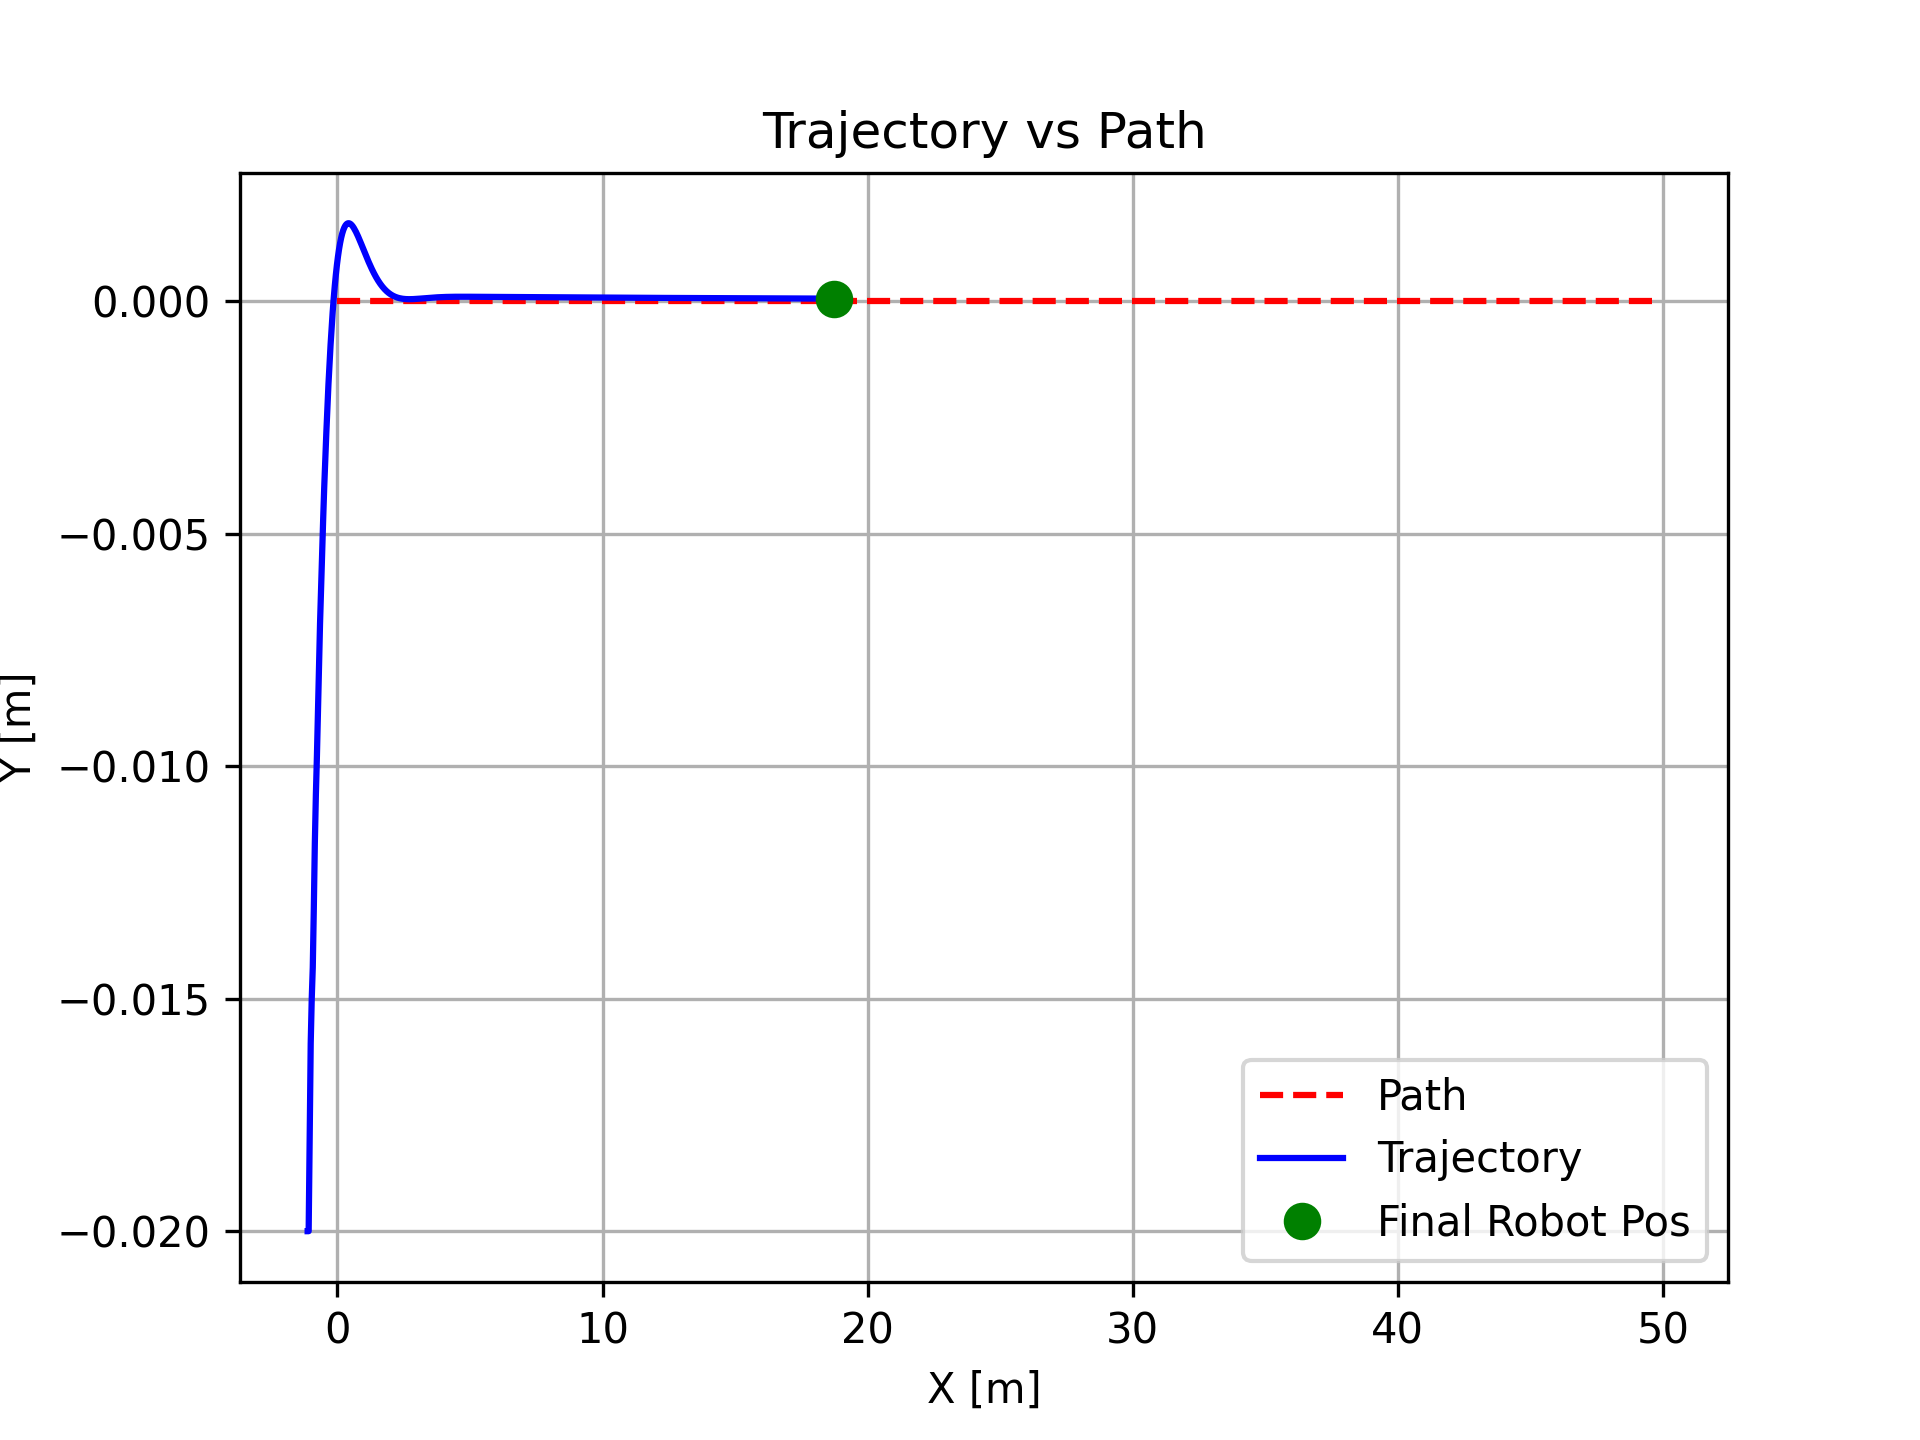 Trajectory vs Path
0.000
−0.005
−0.010
−0.015
−0.020
Y [m]
0 10 20 30 40 50
X [m]
Path
Trajectory
Final Robot Pos